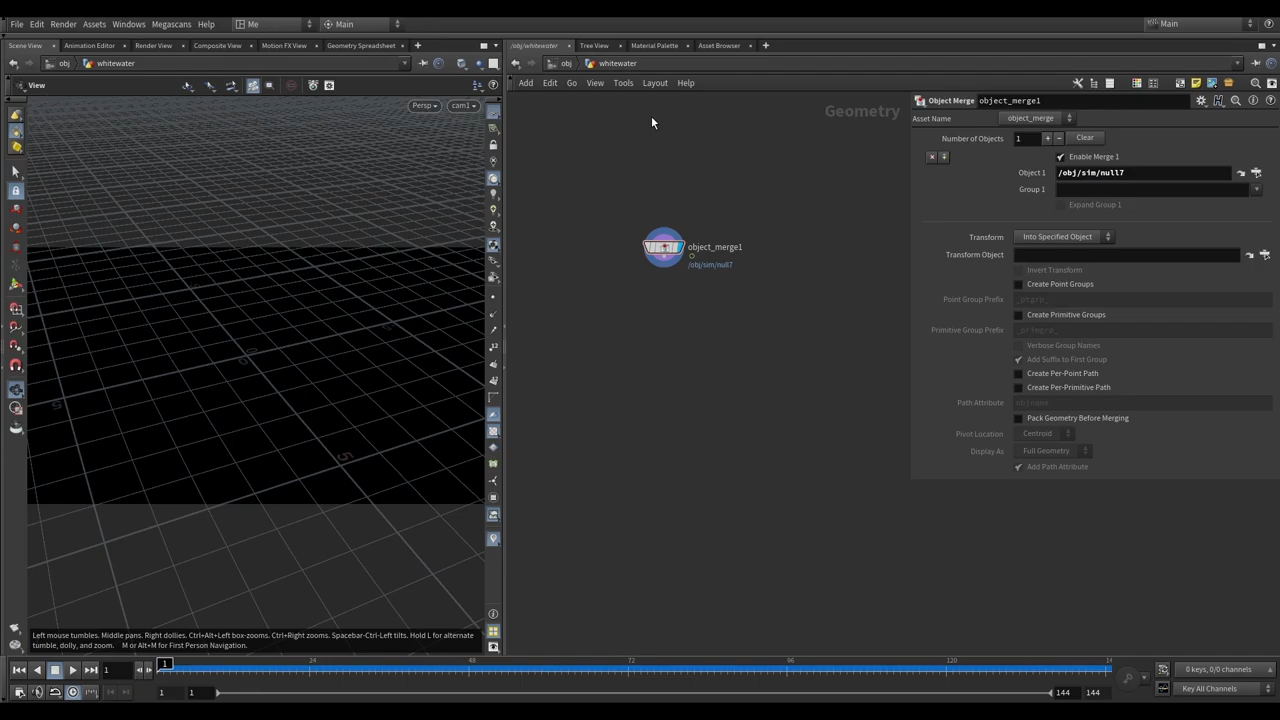 File Edit Render Assets Windows Megascans Help Me Main Main
Scene View Animation Editor Render View Composite View Motion FX View Geometry Spreadsheet /obj/whitewater Tree View Material Palette Asset Browser
obj whitewater obj whitewater
View Add Edit Go View Tools Layout Help
Persp cam1 Geometry
Object Merge object_merge1
Asset Name object_merge
Number of Objects 1 Clear
Enable Merge 1
Object 1 /obj/sim/null7
Group 1
Expand Group 1
Transform Into Specified Object
Transform Object
Invert Transform
Create Point Groups
Point Group Prefix _ptgrp_
Create Primitive Groups
Primitive Group Prefix _primgrp_
Verbose Group Names
Add Suffix to First Group
Create Per-Point Path
Create Per-Primitive Path
Path Attribute
Pack Geometry Before Merging
Pivot Location Centroid
Display As Full Geometry
Add Path Attribute
object_merge1
/obj/sim/null7
5
5
Left mouse tumbles. Middle pans. Right dollies. Ctrl+Alt+Left box-zooms. Ctrl+Right zooms. Spacebar-Ctrl-Left tilts. Hold L for alternate
tumble, dolly, and zoom. M or Alt+M for First Person Navigation.
1 24 48 72 96 120 14
1 0 keys, 0/0 channels
1 1 144 144 Key All Channels